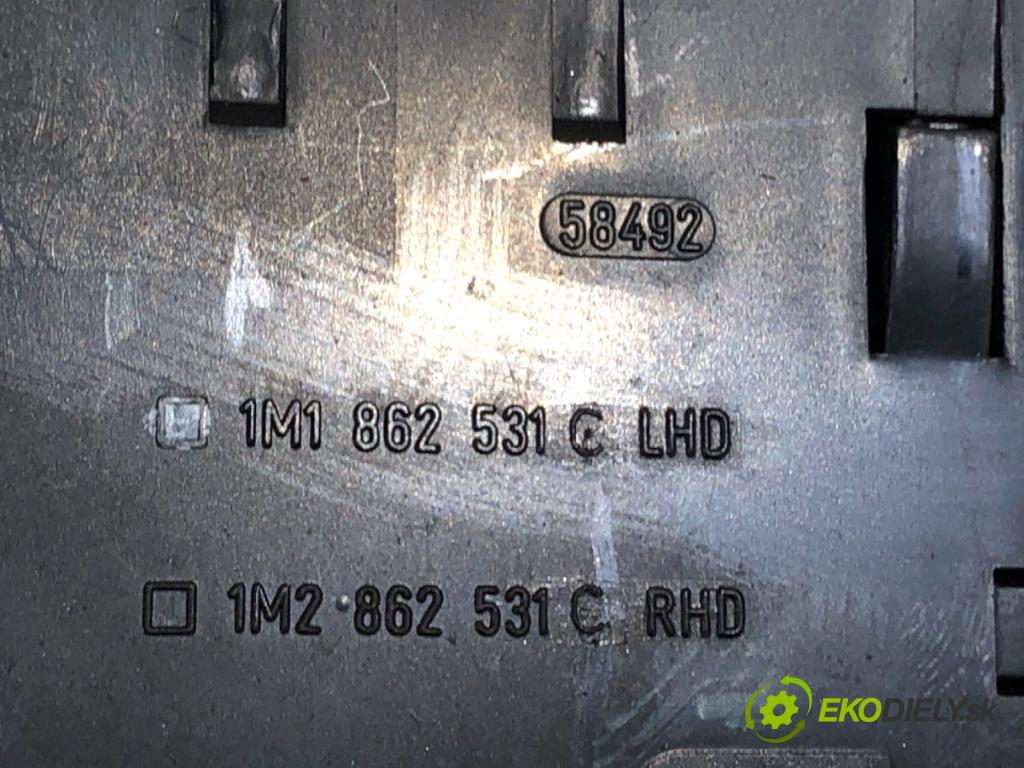 58492
1M1 862 531 C LHD
1M2 862 531 C RHD
EKODIELY.sk